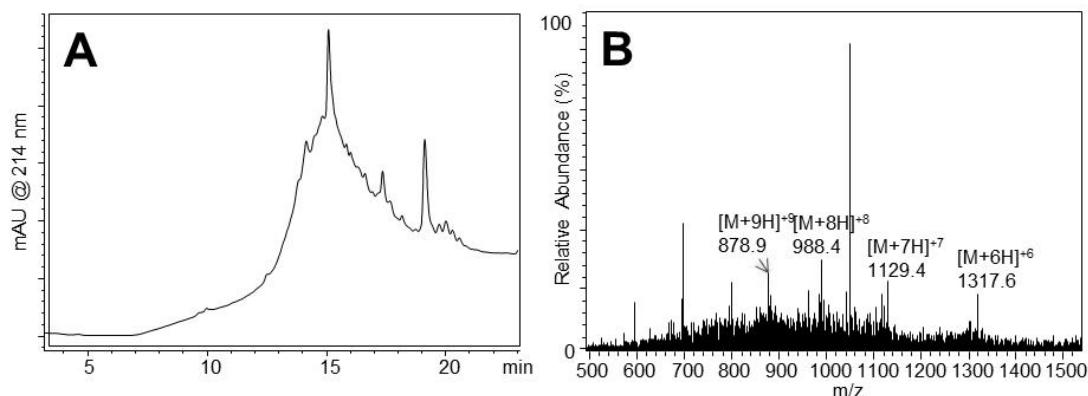 A
mAU @ 214 nm
5 10 15 20 min
B
Relative Abundance (%)
100
0
[M+9H]+9
878.9
[M+8H]+8
988.4
[M+7H]+7
1129.4
[M+6H]+6
1317.6
500 600 700 800 900 1000 1100 1200 1300 1400 1500
m/z